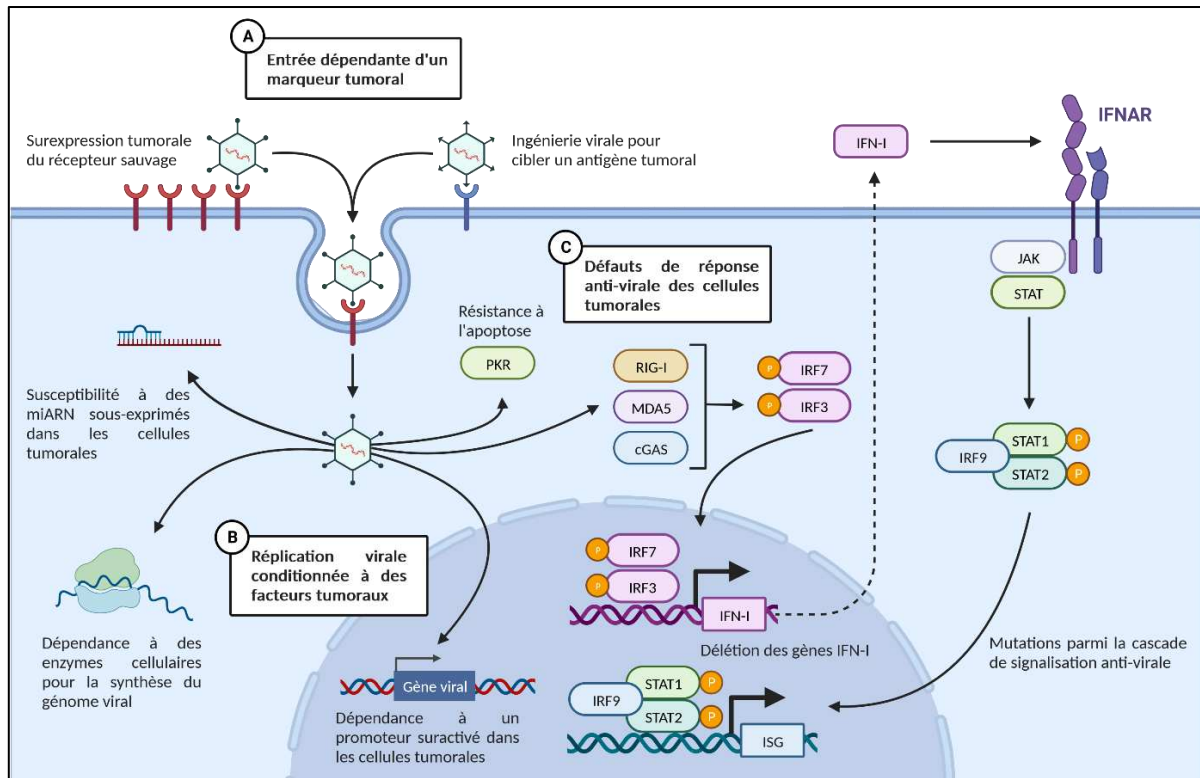 A
Entrée dépendante d'un
marqueur tumoral
Surexpression tumorale
du récepteur sauvage
Ingénierie virale pour
cibler un antigène tumoral
IFN-I
IFNAR
JAK
STAT
C
Défauts de réponse
anti-virale des cellules
tumorales
Résistance à
l'apoptose
PKR
RIG-I
MDA5
cGAS
P
IRF7
P
IRF3
Susceptibilité à des
miARN sous-exprimés
dans les cellules
tumorales
IRF9
STAT1
P
STAT2
P
B
Réplication virale
conditionnée à des
facteurs tumoraux
P
IRF7
P
IRF3
IFN-I
Délétion des gènes IFN-I
Dépendance à des
enzymes cellulaires
pour la synthèse du
génome viral
Gène viral
Dépendance à un
promoteur suractivé dans
les cellules tumorales
IRF9
STAT1
P
STAT2
P
ISG
Mutations parmi la cascade
de signalisation anti-virale